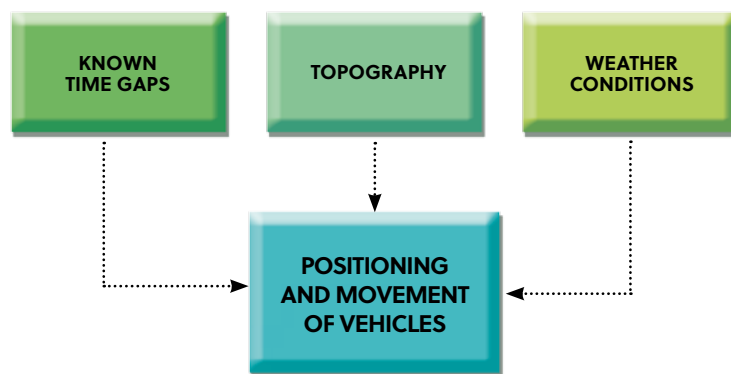 KNOWN
TIME GAPS
TOPOGRAPHY
WEATHER
CONDITIONS
POSITIONING
AND MOVEMENT
OF VEHICLES